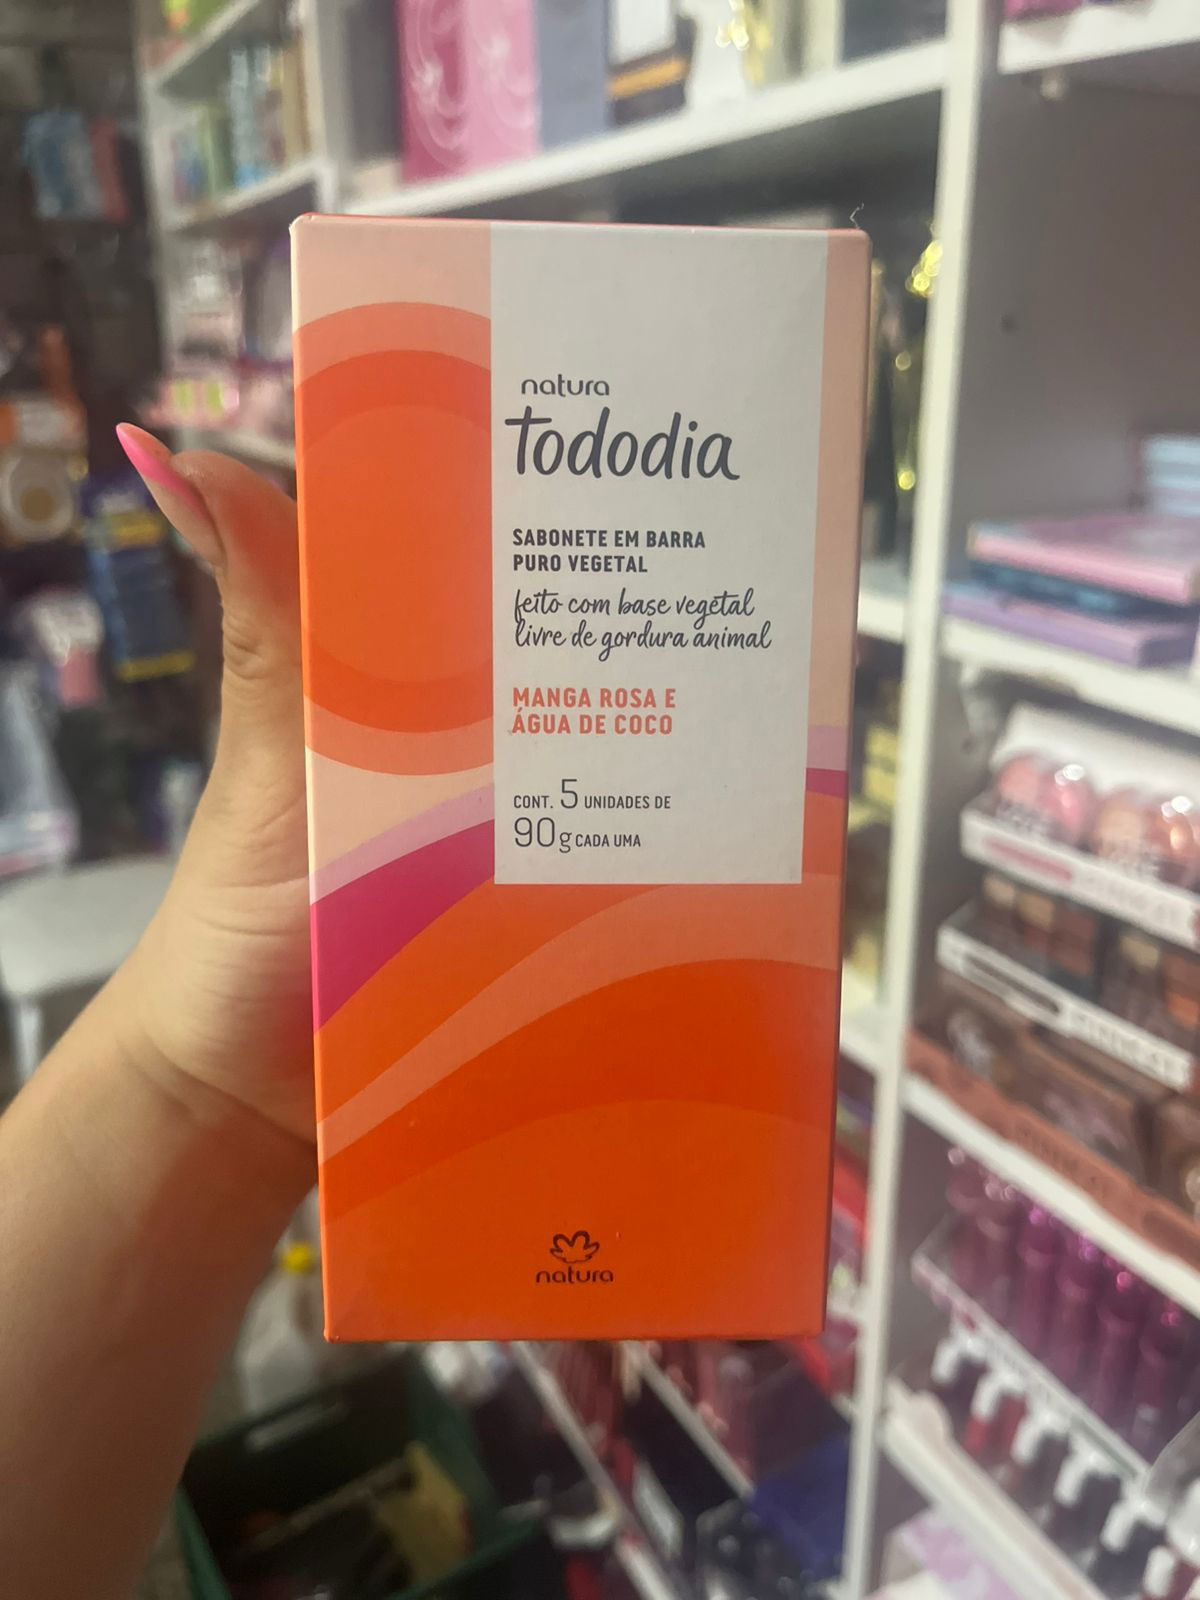 natura
tododia
SABONETE EM BARRA
PURO VEGETAL
feito com base vegetal
livre de gordura animal
MANGA ROSA E
ÁGUA DE COCO
CONT. 5 UNIDADES DE
90g CADA UMA
natura